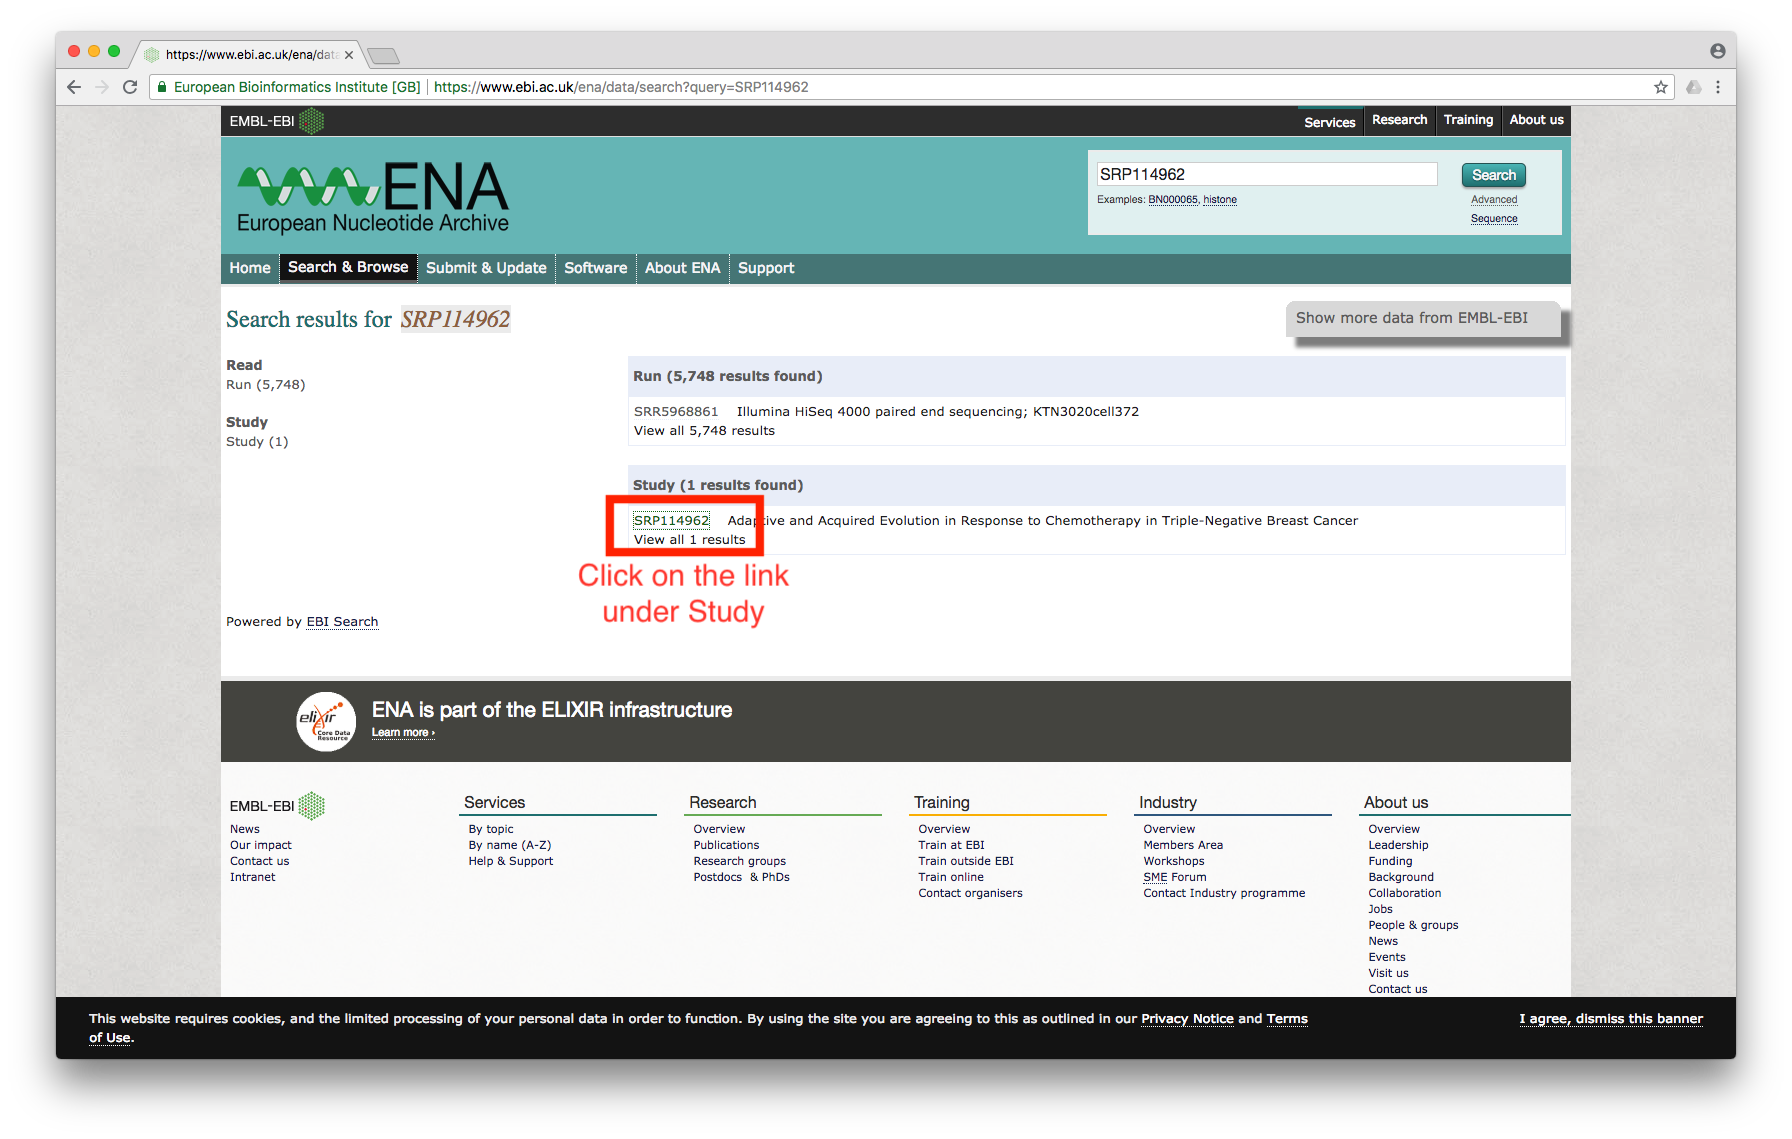 https://www.ebi.ac.uk/ena/data
European Bioinformatics Institute [GB] https://www.ebi.ac.uk/ena/data/search?query=SRP114962
EMBL-EBI
Services
Research
Training
About us
ENA
European Nucleotide Archive
SRP114962
Search
Examples: BN000065, histone
Advanced
Sequence
Home
Search & Browse
Submit & Update
Software
About ENA
Support
Search results for SRP114962
Show more data from EMBL-EBI
Read
Run (5,748)
Study
Study (1)
Run (5,748 results found)
SRR5968861 Illumina HiSeq 4000 paired end sequencing; KTN3020cell372
View all 5,748 results
Study (1 results found)
SRP114962 Adaptive and Acquired Evolution in Response to Chemotherapy in Triple-Negative Breast Cancer
View all 1 results
Click on the link
under Study
Powered by EBI Search
elixir
Core Data
Resource
ENA is part of the ELIXIR infrastructure
Learn more ›
EMBL-EBI
News
Our impact
Contact us
Intranet
Services
By topic
By name (A-Z)
Help & Support
Research
Overview
Publications
Research groups
Postdocs & PhDs
Training
Overview
Train at EBI
Train outside EBI
Train online
Contact organisers
Industry
Overview
Members Area
Workshops
SME Forum
Contact Industry programme
About us
Overview
Leadership
Funding
Background
Collaboration
Jobs
People & groups
News
Events
Visit us
Contact us
This website requires cookies, and the limited processing of your personal data in order to function. By using the site you are agreeing to this as outlined in our Privacy Notice and Terms
of Use.
I agree, dismiss this banner